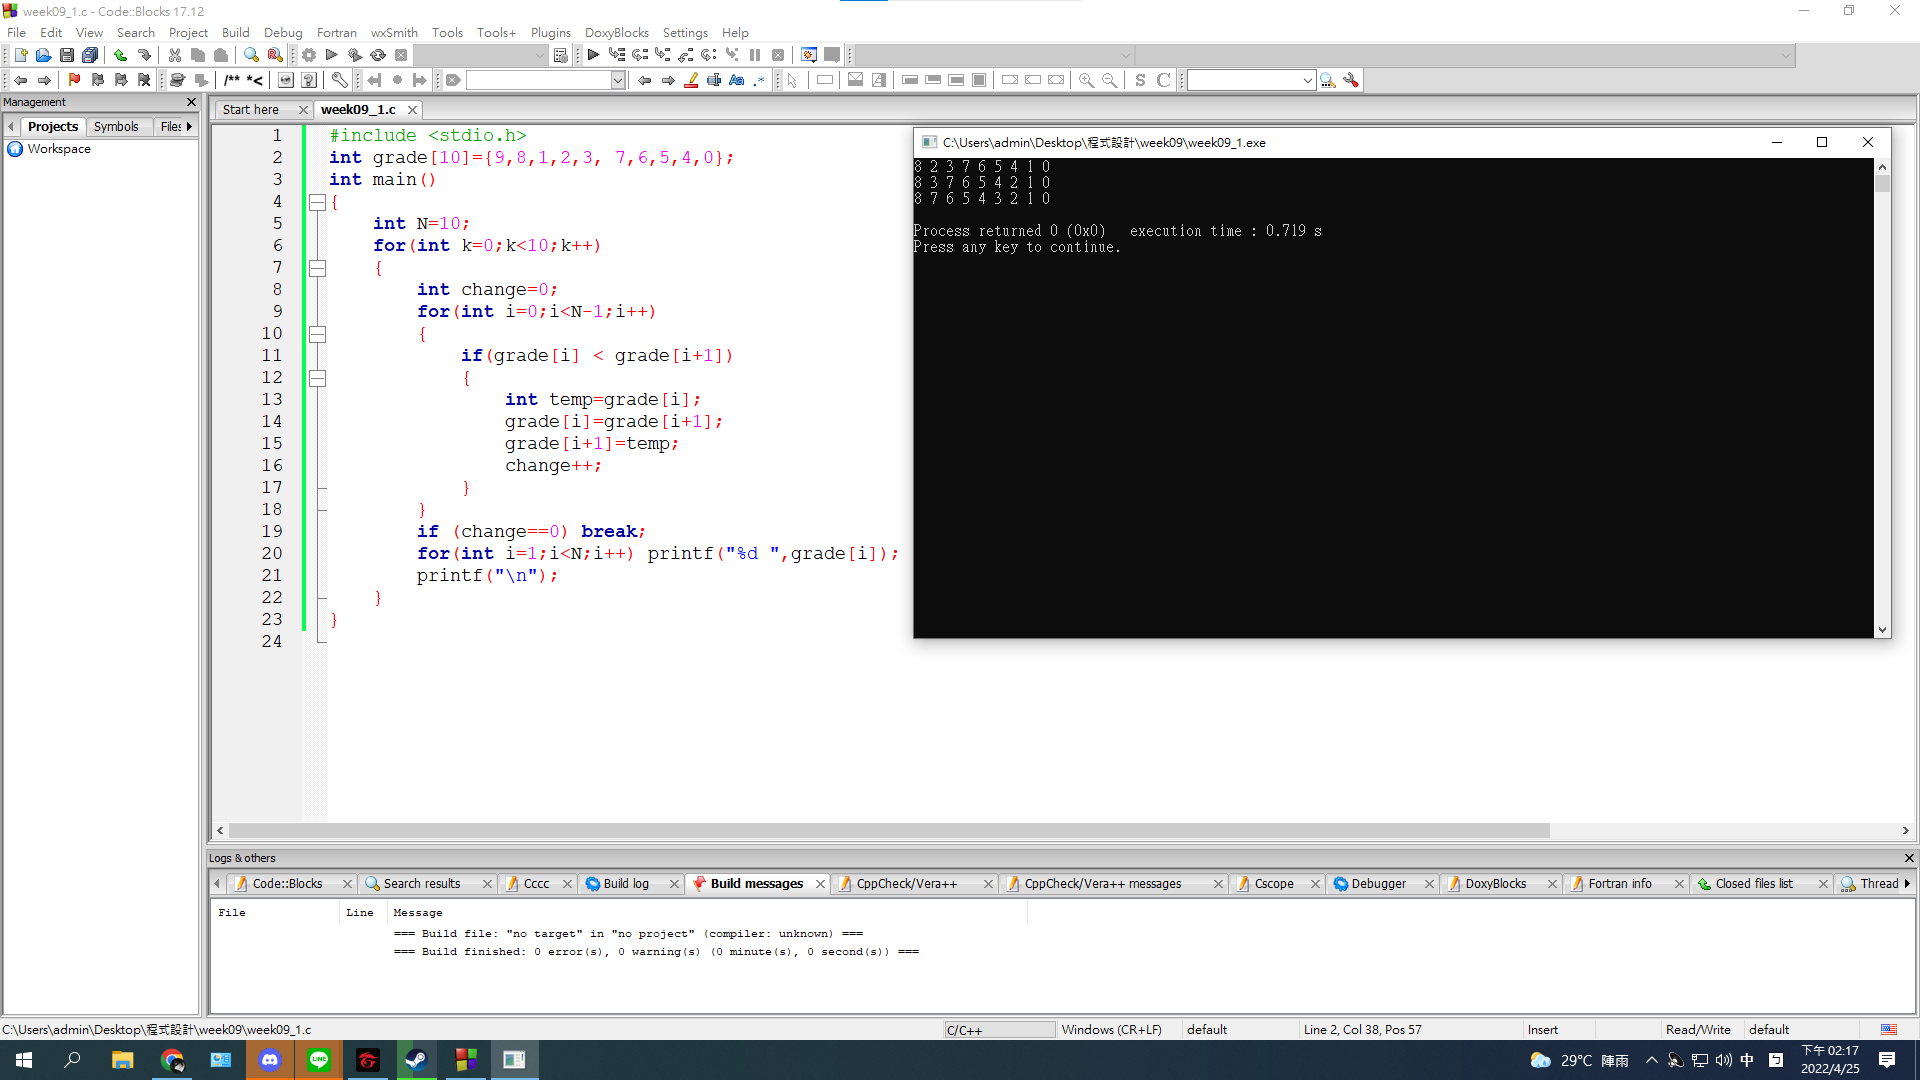 week09_1.c - Code::Blocks 17.12
File Edit View Search Project Build Debug Fortran wxSmith Tools Tools+ Plugins DoxyBlocks Settings Help
/** *<
S C
Management
Projects Symbols Files
Workspace
Start here week09_1.c
1 #include <stdio.h>
2 int grade[10]={9,8,1,2,3, 7,6,5,4,0};
3 int main()
4 {
5 int N=10;
6 for(int k=0;k<10;k++)
7 {
8 int change=0;
9 for(int i=0;i<N-1;i++)
10 {
11 if(grade[i] < grade[i+1])
12 {
13 int temp=grade[i];
14 grade[i]=grade[i+1];
15 grade[i+1]=temp;
16 change++;
17 }
18 }
19 if (change==0) break;
20 for(int i=1;i<N;i++) printf("%d ",grade[i]);
21 printf("\n");
22 }
23 }
24
C:\Users\admin\Desktop\程式設計\week09\week09_1.exe
8 2 3 7 6 5 4 1 0
8 3 7 6 5 4 2 1 0
8 7 6 5 4 3 2 1 0
Process returned 0 (0x0) execution time : 0.719 s
Press any key to continue.
Logs & others
Code::Blocks Search results Cccc Build log Build messages CppCheck/Vera++ CppCheck/Vera++ messages Cscope Debugger DoxyBlocks Fortran info Closed files list Thread
File Line Message
=== Build file: "no target" in "no project" (compiler: unknown) ===
=== Build finished: 0 error(s), 0 warning(s) (0 minute(s), 0 second(s)) ===
C:\Users\admin\Desktop\程式設計\week09\week09_1.c C/C++ Windows (CR+LF) default Line 2, Col 38, Pos 57 Insert Read/Write default
LINE
29°C 陣雨 中 下午 02:17
2022/4/25